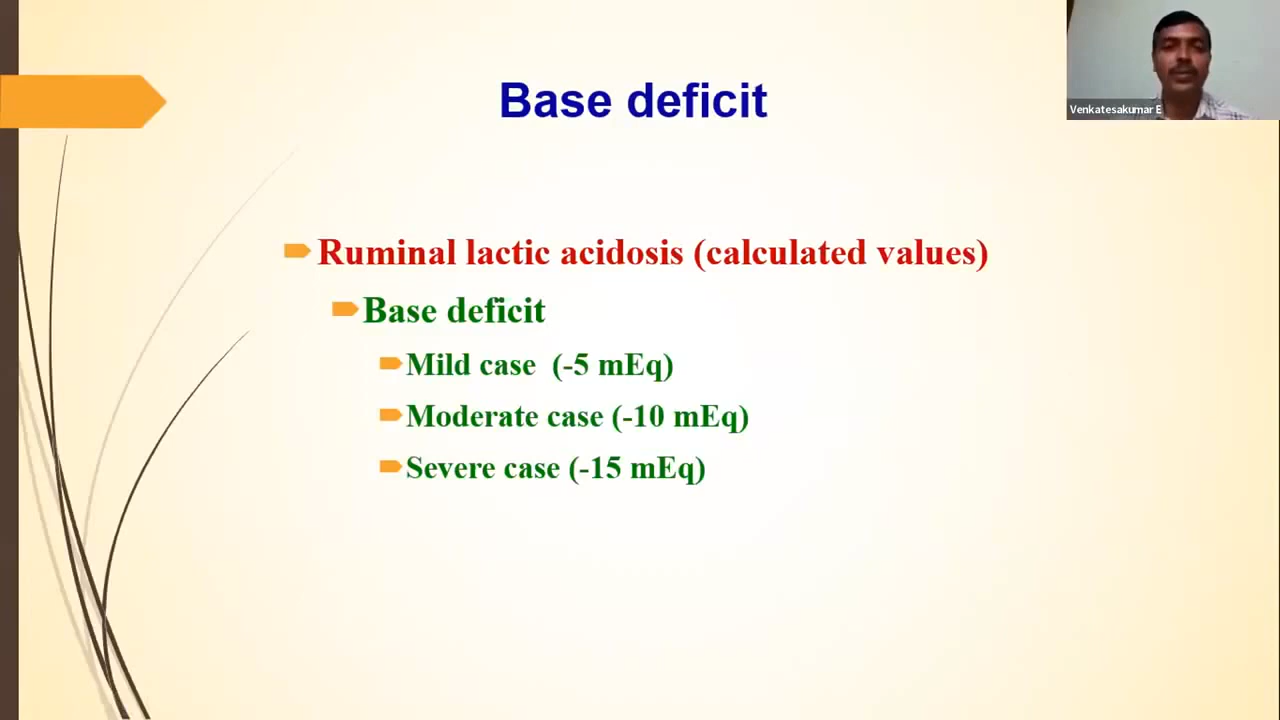 Base deficit
Venkatesakumar E
Ruminal lactic acidosis (calculated values)
Base deficit
Mild case (-5 mEq)
Moderate case (-10 mEq)
Severe case (-15 mEq)